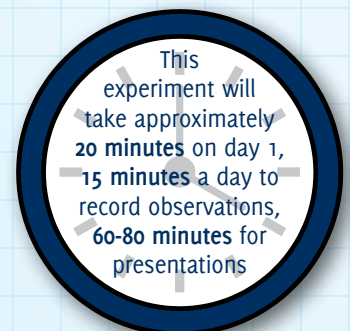 This
experiment will
take approximately
20 minutes on day 1,
15 minutes a day to
record observations,
60-80 minutes for
presentations